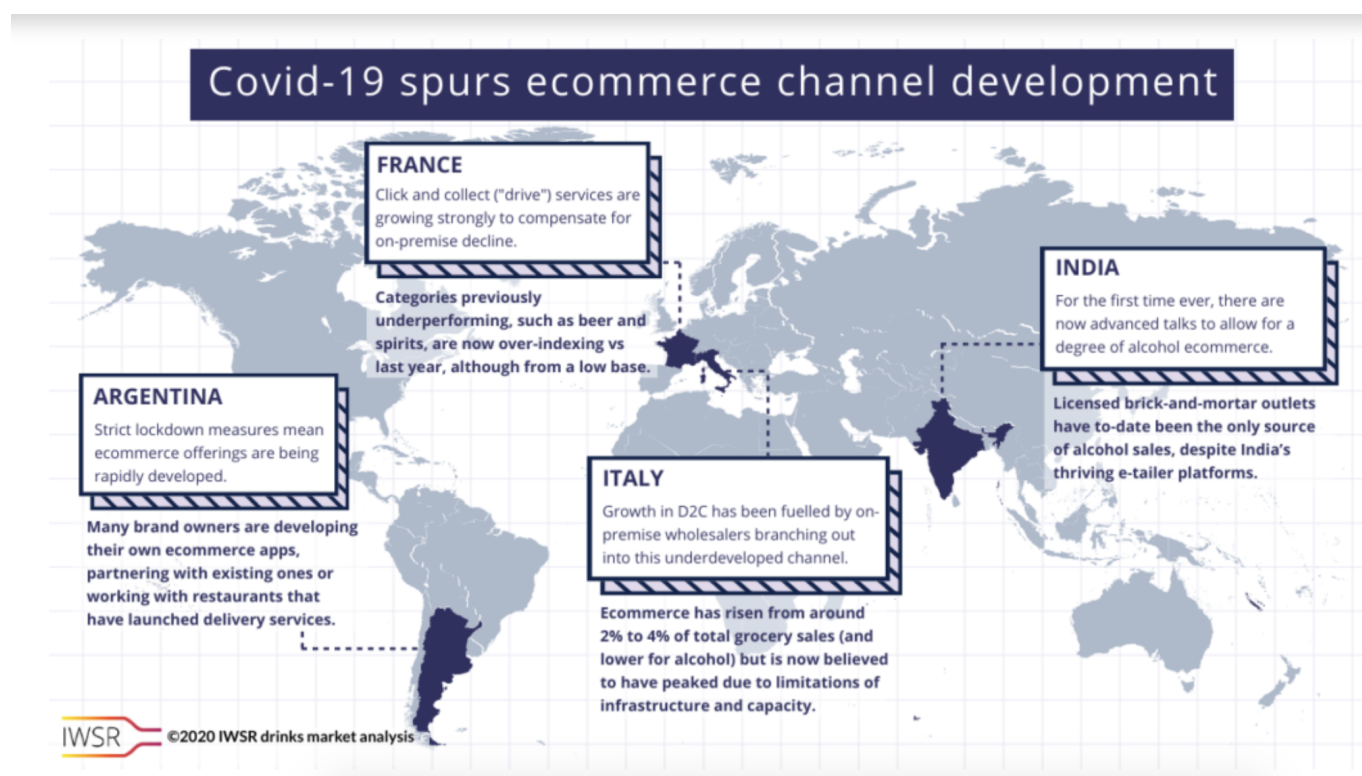 Covid-19 spurs ecommerce channel development
FRANCE
Click and collect ("drive") services are
growing strongly to compensate for
on-premise decline.
Categories previously
underperforming, such as beer and
spirits, are now over-indexing vs
last year, although from a low base.
INDIA
For the first time ever, there are
now advanced talks to allow for a
degree of alcohol ecommerce.
Licensed brick-and-mortar outlets
have to-date been the only source
of alcohol sales, despite India's
thriving e-tailer platforms.
ARGENTINA
Strict lockdown measures mean
ecommerce offerings are being
rapidly developed.
Many brand owners are developing
their own ecommerce apps,
partnering with existing ones or
working with restaurants that
have launched delivery services.
ITALY
Growth in D2C has been fuelled by on-
premise wholesalers branching out
into this underdeveloped channel.
Ecommerce has risen from around
2% to 4% of total grocery sales (and
lower for alcohol) but is now believed
to have peaked due to limitations of
infrastructure and capacity.
IWSR ©2020 IWSR drinks market analysis